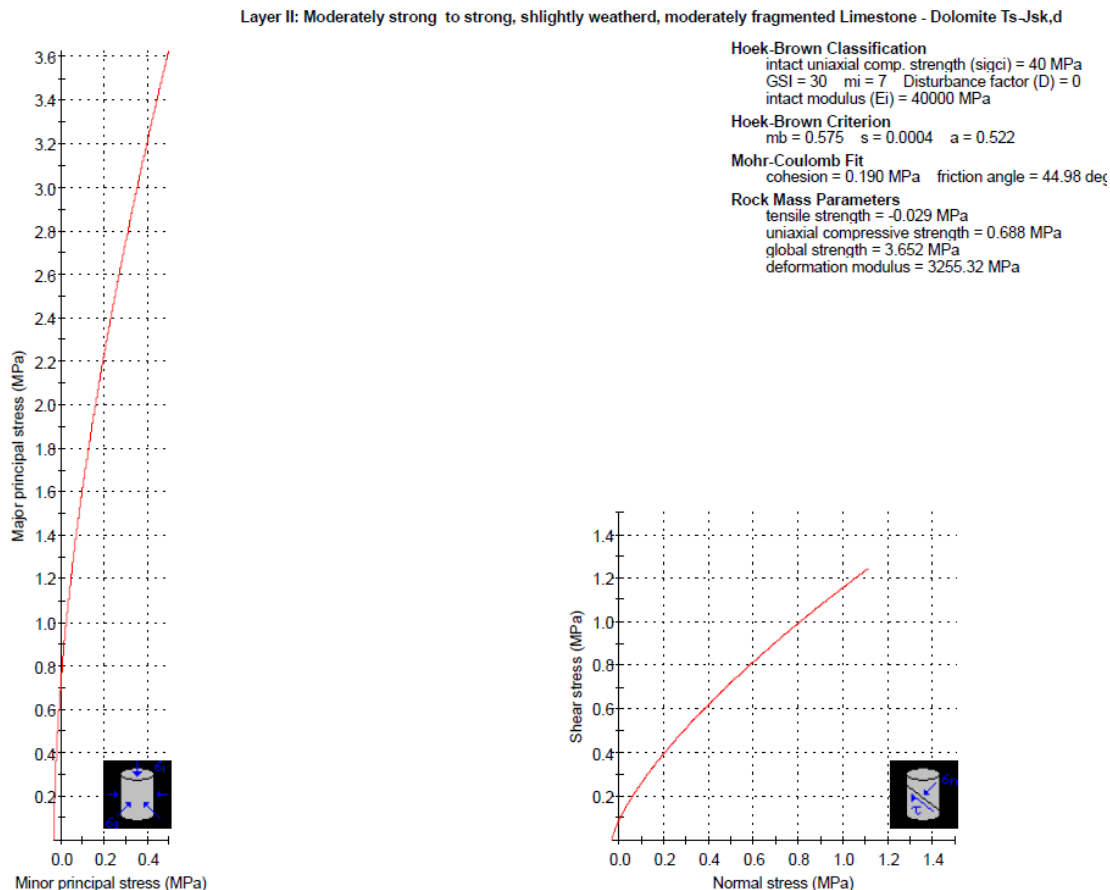 Layer II: Moderately strong  to strong, shlightly weatherd, moderately fragmented Limestone - Dolomite Ts-Jsk,d
Hoek-Brown Classification
intact uniaxial comp. strength (sigci) = 40 MPa
GSI = 30   mi = 7   Disturbance factor (D) = 0
intact modulus (Ei) = 40000 MPa
Hoek-Brown Criterion
mb = 0.575   s = 0.0004   a = 0.522
Mohr-Coulomb Fit
cohesion = 0.190 MPa   friction angle = 44.98 deg
Rock Mass Parameters
tensile strength = -0.029 MPa
uniaxial compressive strength = 0.688 MPa
global strength = 3.652 MPa
deformation modulus = 3255.32 MPa
Major principal stress (MPa)
3.6
3.4
3.2
3.0
2.8
2.6
2.4
2.2
2.0
1.8
1.6
1.4
1.2
1.0
0.8
0.6
0.4
0.2
0.0 0.2 0.4
Minor principal stress (MPa)
Shear stress (MPa)
1.4
1.2
1.0
0.8
0.6
0.4
0.2
τ
0.0 0.2 0.4 0.6 0.8 1.0 1.2 1.4
Normal stress (MPa)